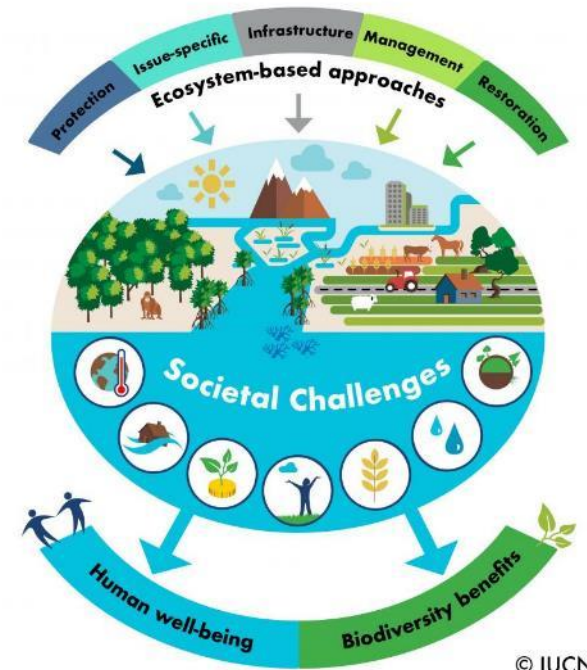 Protection
Issue-specific
Infrastructure
Management
Restoration
Ecosystem-based approaches
Societal Challenges
Human well-being
Biodiversity benefits
© IUCN